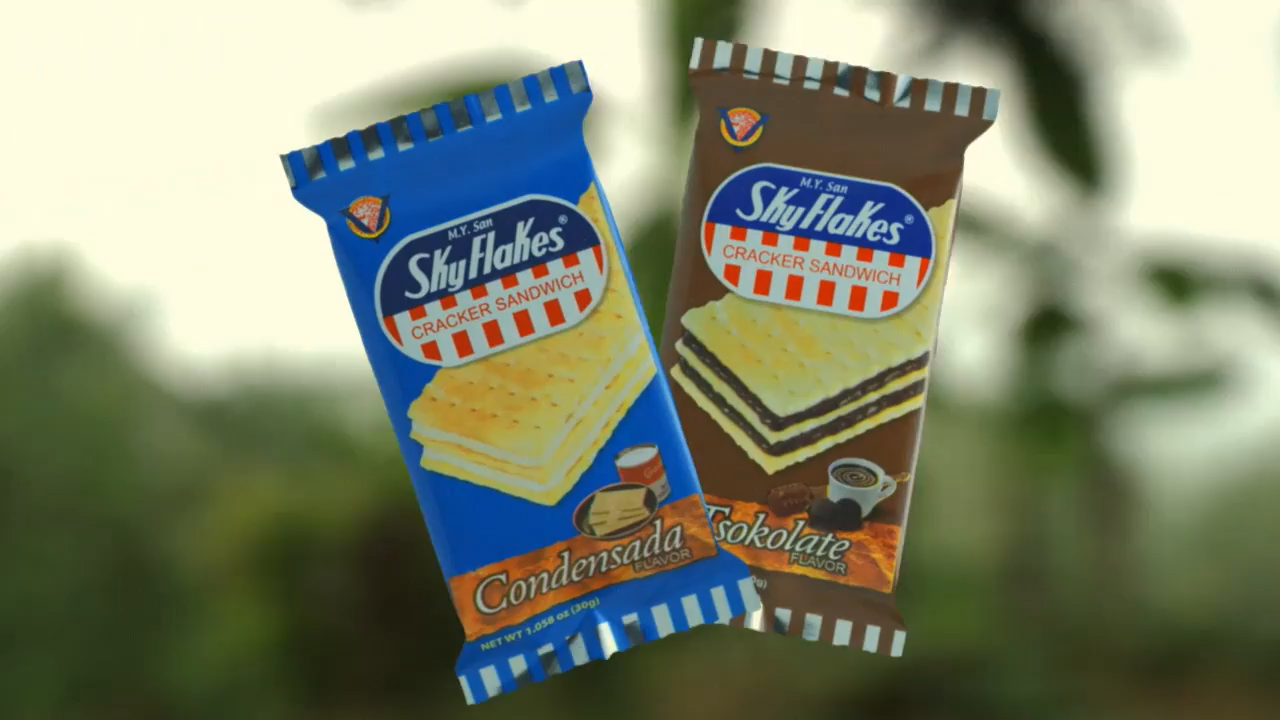 M.Y. San
SkyFlakes®
CRACKER SANDWICH
Condensada
FLAVOR
NET WT 1.058 oz (30g)
M.Y. San
SkyFlakes®
CRACKER SANDWICH
Tsokolate
FLAVOR